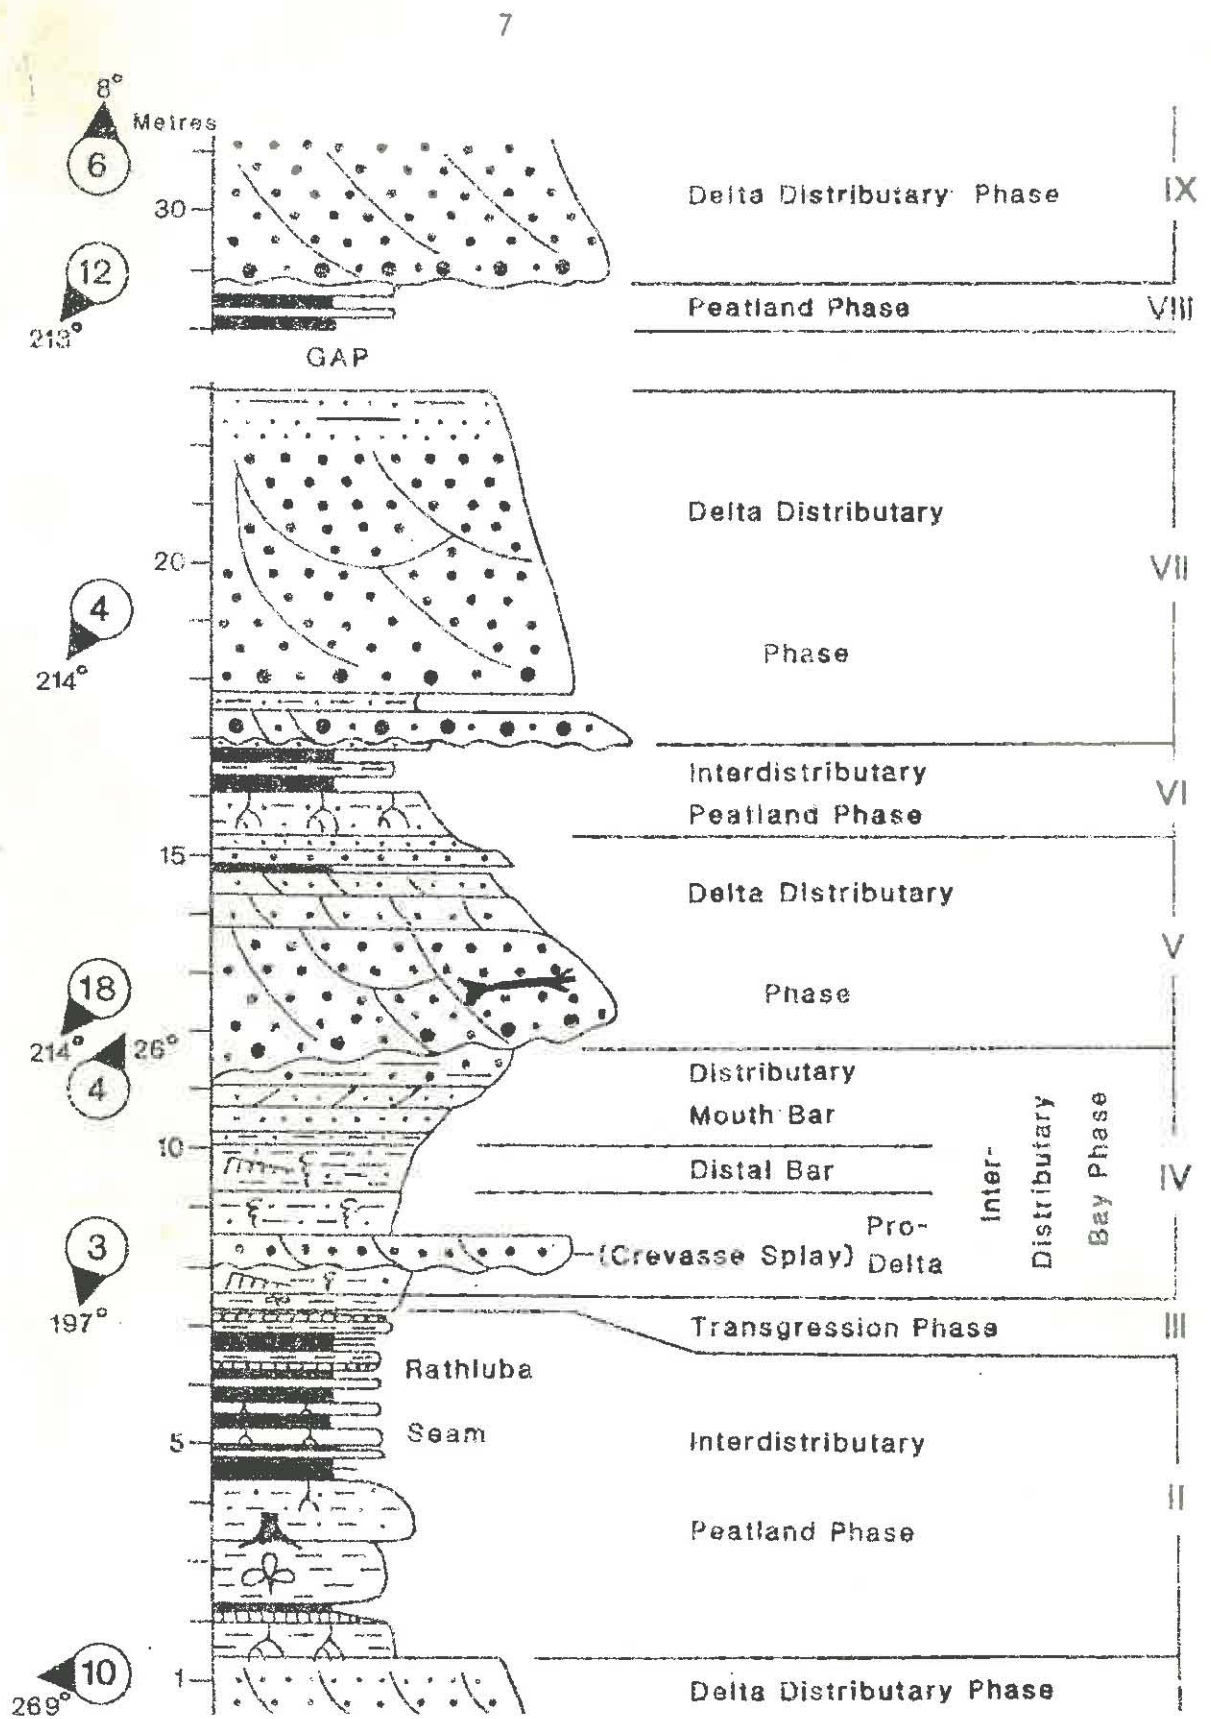 7
8°
Metres
6
30
Delta Distributary Phase
IX
12
213°
Peatland Phase
VIII
GAP
Delta Distributary
20
VII
4
214°
Phase
Interdistributary
VI
Peatland Phase
15
Delta Distributary
V
18
Phase
214°
26°
4
Distributary
Mouth Bar
10
Distal Bar
Inter-
Distributary
Bay Phase
IV
3
197°
(Crevasse Splay)
Pro-
Delta
Transgression Phase
III
Rathluba
Seam
5
Interdistributary
II
Peatland Phase
10
269°
1
Delta Distributary Phase